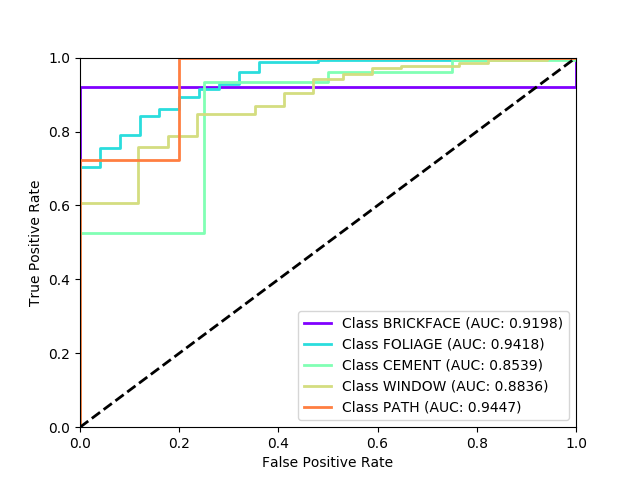 1.0
0.8
0.6
0.4
0.2
0.0
True Positive Rate
Class BRICKFACE (AUC: 0.9198)
Class FOLIAGE (AUC: 0.9418)
Class CEMENT (AUC: 0.8539)
Class WINDOW (AUC: 0.8836)
Class PATH (AUC: 0.9447)
0.0 0.2 0.4 0.6 0.8 1.0
False Positive Rate